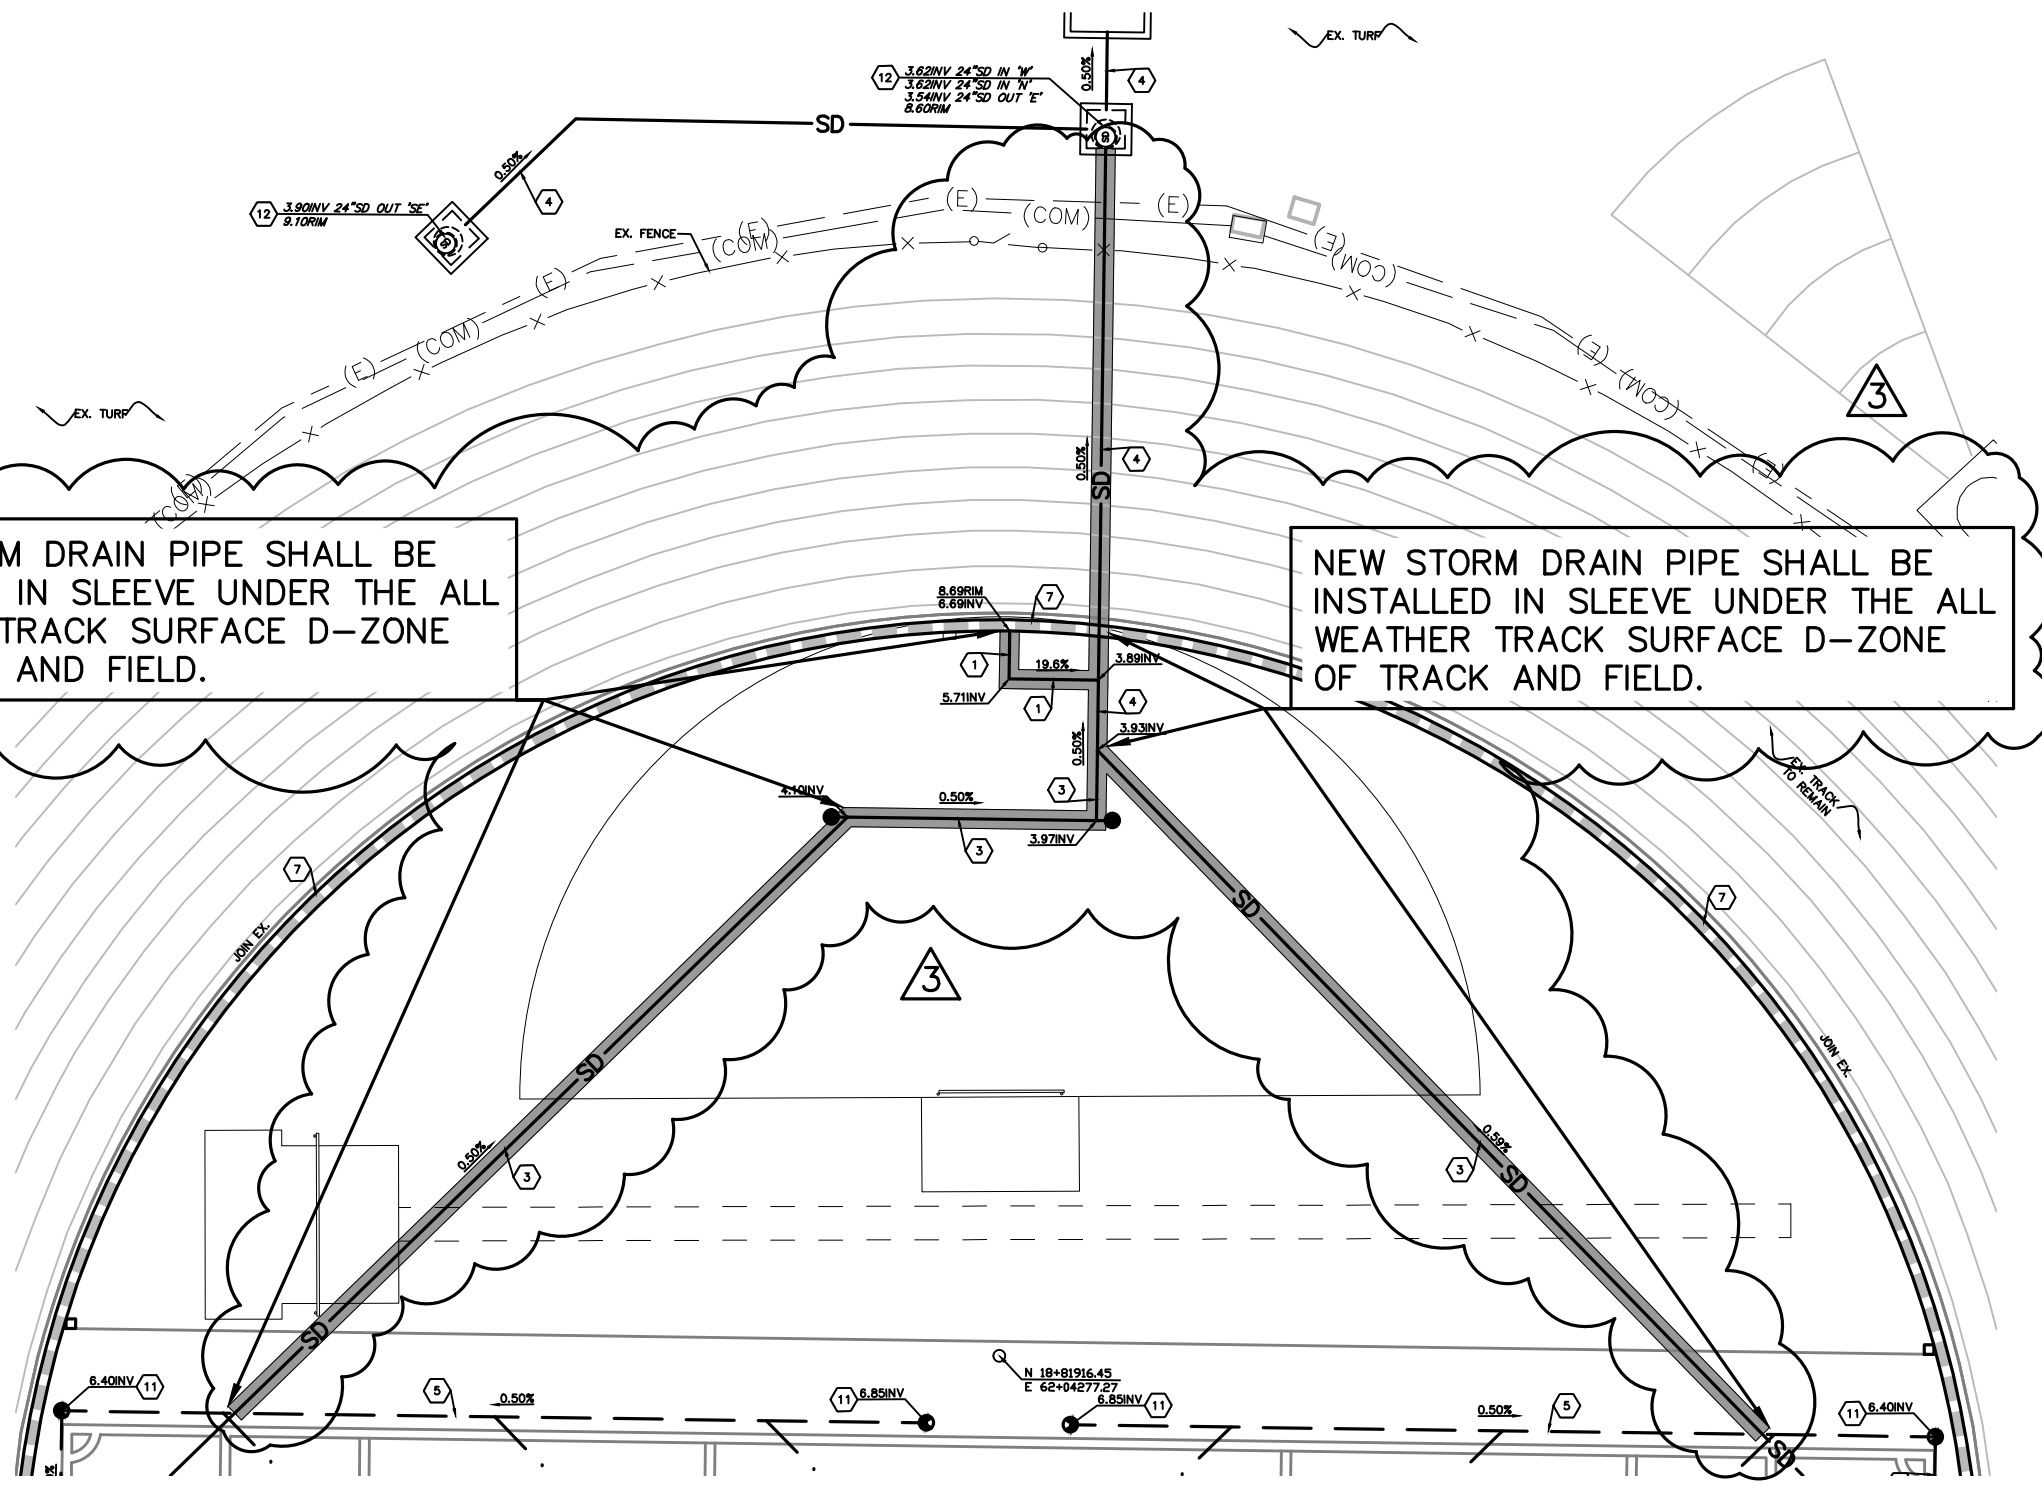 EX. TURF
0.50%
4
12
3.62INV 24"SD IN 'W'
3.62INV 24"SD IN 'N'
3.54INV 24"SD OUT 'E'
8.60RIM
SD
SD
0.50%
4
12
3.90INV 24"SD OUT 'SE'
9.10RIM
SD
EX. FENCE
(E)
(COM)
(E)
(E)
(COM)
(E)
(COM)
(E)
(COM)
(E)
(COM)
(E)
(COM)
(E)
(E)
(COM)
3
EX. TURF
0.50%
4
SD
M DRAIN PIPE SHALL BE
IN SLEEVE UNDER THE ALL
TRACK SURFACE D-ZONE
AND FIELD.
NEW STORM DRAIN PIPE SHALL BE
INSTALLED IN SLEEVE UNDER THE ALL
WEATHER TRACK SURFACE D-ZONE
OF TRACK AND FIELD.
8.69RIM
6.69INV
7
1
19.6%
3.89INV
5.71INV
1
4
3.93INV
0.50%
EX. TRACK
TO REMAIN
4.10INV
0.50%
3
3.97INV
3
7
7
JOIN EX.
SD
3
SD
JOIN EX.
0.50%
3
0.59%
3
SD
SD
N 18+81916.45
E 62+04277.27
6.40INV
11
5
0.50%
11
6.85INV
6.85INV
11
0.50%
5
11
6.40INV
SD